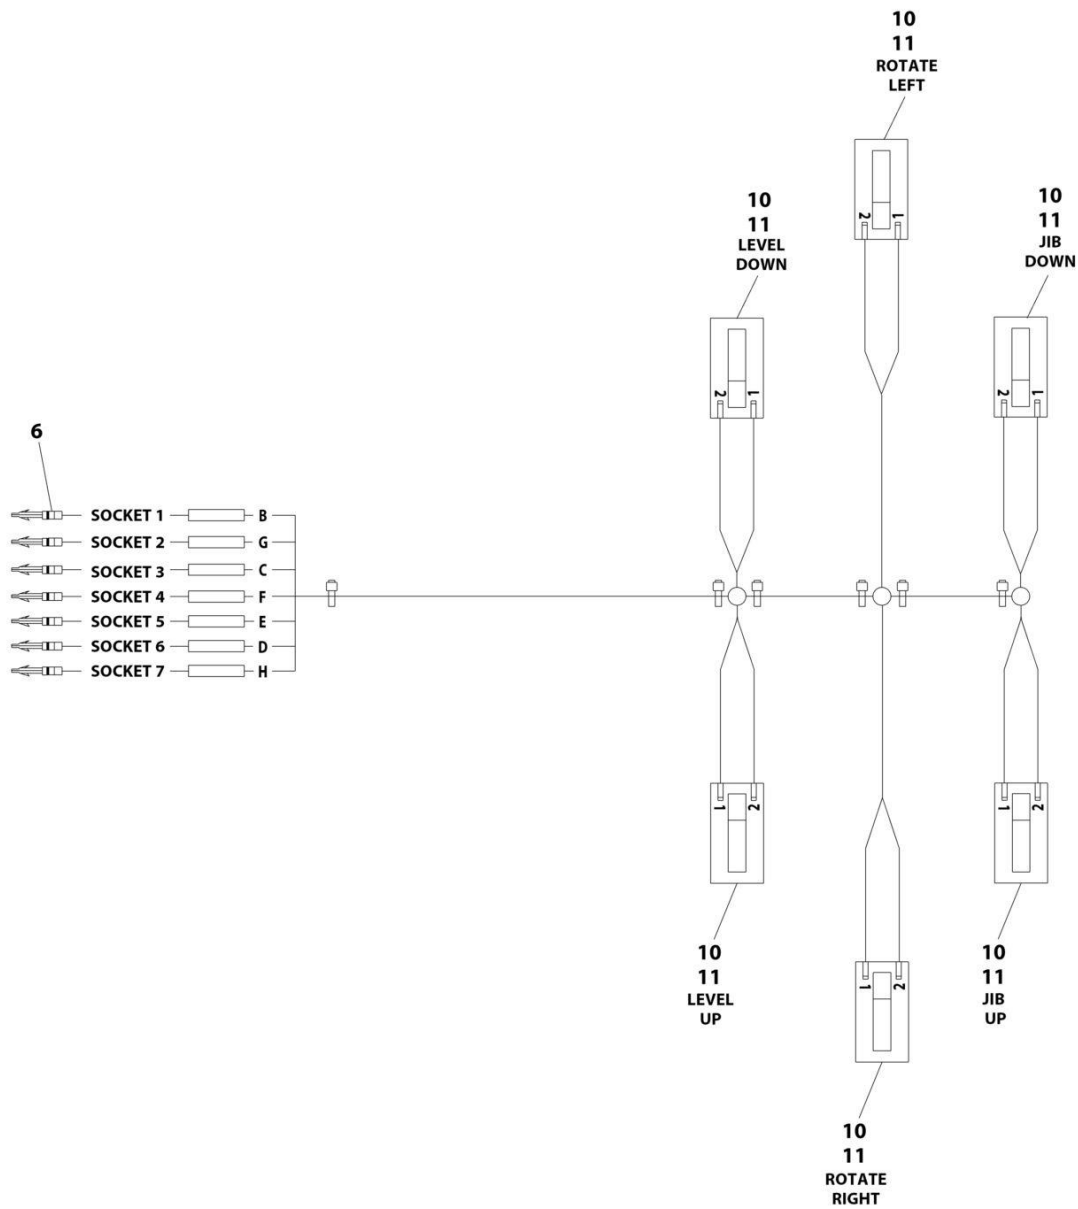 10
11
ROTATE
LEFT
2 1
10
11
LEVEL
DOWN
2 1
10
11
JIB
DOWN
2 1
6
SOCKET 1 B
SOCKET 2 G
SOCKET 3 C
SOCKET 4 F
SOCKET 5 E
SOCKET 6 D
SOCKET 7 H
1 2
10
11
LEVEL
UP
1 2
10
11
JIB
UP
1 2
10
11
ROTATE
RIGHT